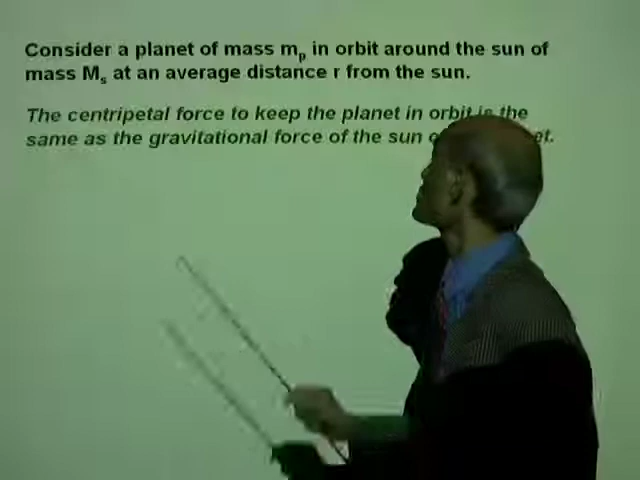 Consider a planet of mass mp in orbit around the sun of
mass Ms at an average distance r from the sun.
The centripetal force to keep the planet in orbit is the
same as the gravitational force of the sun